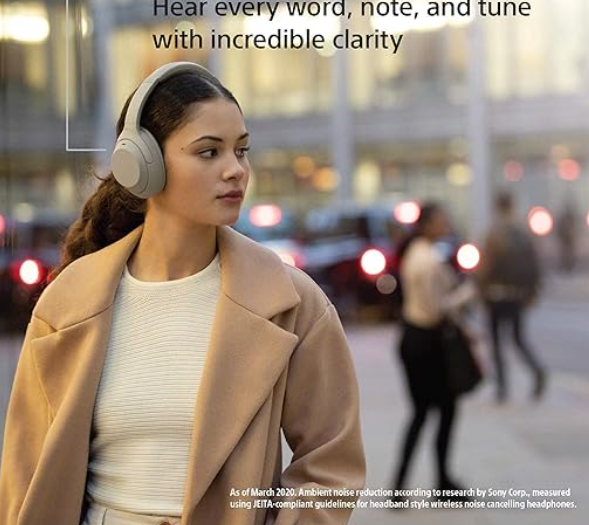 Hear every word, note, and tune
with incredible clarity
As of March 2020. Ambient noise reduction according to research by Sony Corp., measured
using JEITA-compliant guidelines for headband style wireless noise cancelling headphones.